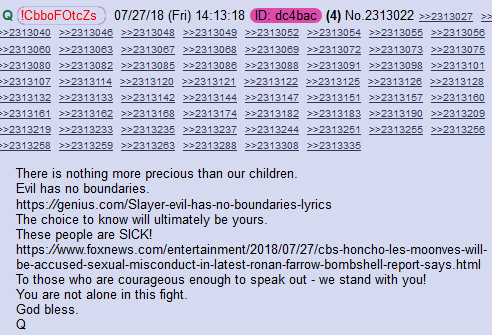 Q !CbboFOtcZs 07/27/18 (Fri) 14:13:18 ID: dc4bac (4) No.2313022 >>2313027
>>2313040 >>2313046 >>2313048 >>2313049 >>2313052 >>2313054 >>2313055 >>2313056
>>2313060 >>2313063 >>2313066 >>2313068 >>2313069 >>2313072 >>2313073 >>2313075
>>2313080 >>2313082 >>2313085 >>2313088 >>2313091 >>2313093 >>2313098 >>2313101
>>2313107 >>2313114 >>2313120 >>2313121 >>2313122 >>2313125 >>2313126 >>2313128
>>2313132 >>2313133 >>2313142 >>2313144 >>2313147 >>2313151 >>2313157 >>2313160
>>2313161 >>2313162 >>2313168 >>2313174 >>2313182 >>2313183 >>2313190 >>2313209
>>2313219 >>2313233 >>2313235 >>2313237 >>2313244 >>2313251 >>2313255 >>2313256
>>2313258 >>2313259 >>2313263 >>2313288 >>2313308 >>2313335
There is nothing more precious than our children.
Evil has no boundaries.
https://genius.com/Slayer-evil-has-no-boundaries-lyrics
The choice to know will ultimately be yours.
These people are SICK!
https://www.foxnews.com/entertainment/2018/07/27/cbs-honcho-les-moonves-will-
be-accused-sexual-misconduct-in-latest-ronan-farrow-bombshell-report-says.html
To those who are courageous enough to speak out - we stand with you!
You are not alone in this fight.
God bless.
Q